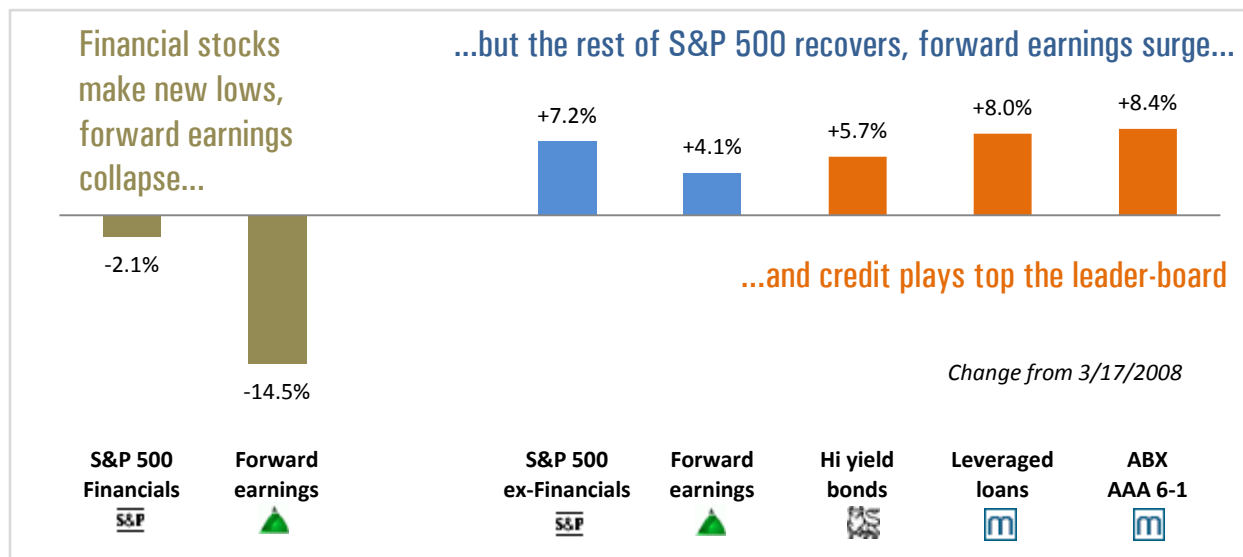 Financial stocks
make new lows,
forward earnings
collapse...
...but the rest of S&P 500 recovers, forward earnings surge...
+7.2%
+4.1%
+5.7%
+8.0%
+8.4%
-2.1%
-14.5%
...and credit plays top the leader-board
Change from 3/17/2008
S&P 500
Financials
S&P
Forward
earnings
S&P 500
ex-Financials
S&P
Forward
earnings
Hi yield
bonds
Leveraged
loans
m
ABX
AAA 6-1
m